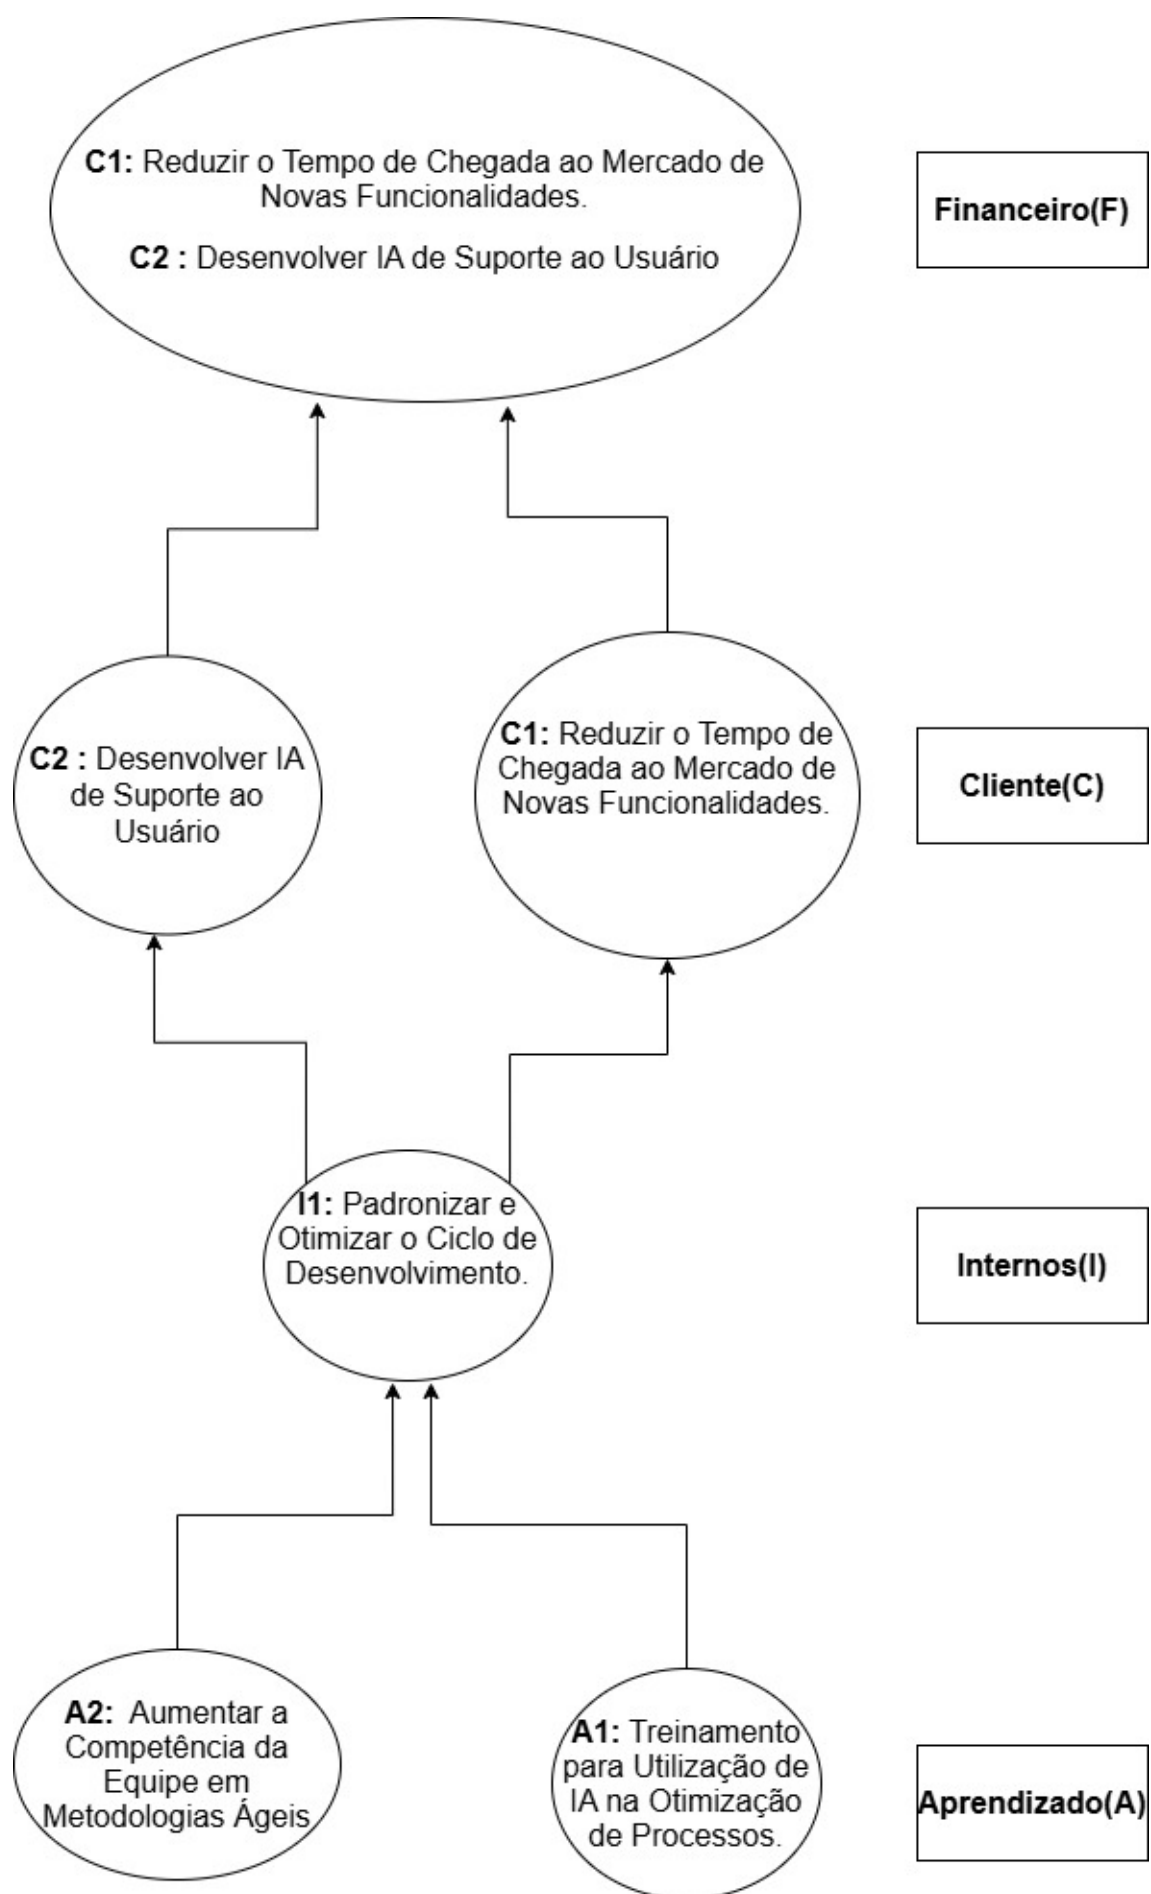 C1: Reduzir o Tempo de Chegada ao Mercado de
Novas Funcionalidades.
C2 : Desenvolver IA de Suporte ao Usuário
Financeiro(F)
C2 : Desenvolver IA
de Suporte ao
Usuário
C1: Reduzir o Tempo de
Chegada ao Mercado de
Novas Funcionalidades.
Cliente(C)
I1: Padronizar e
Otimizar o Ciclo de
Desenvolvimento.
Internos(I)
A2: Aumentar a
Competência da
Equipe em
Metodologias Ágeis
A1: Treinamento
para Utilização de
IA na Otimização
de Processos.
Aprendizado(A)